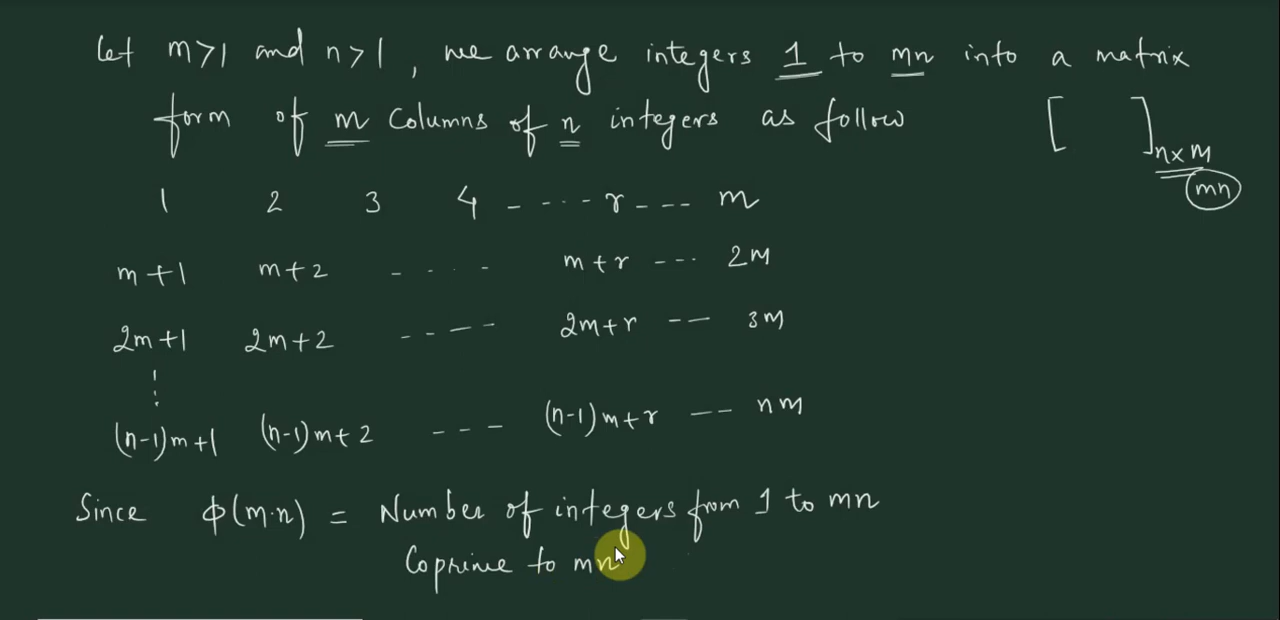 Let m>1 and n>1, we arrange integers 1 to mn into a matrix
form of m Columns of n integers as follow [ ]n×m
mn
1 2 3 4 - ---- r --- m
m+1 m+2 - - - - m+r --- 2m
2m+1 2m+2 ---- 2m+r -- 3m
⋮
(n-1)m+1 (n-1)m+2 --- (n-1)m+r -- nm
Since ϕ(m·n) = Number of integers from 1 to mn
Coprime to mn